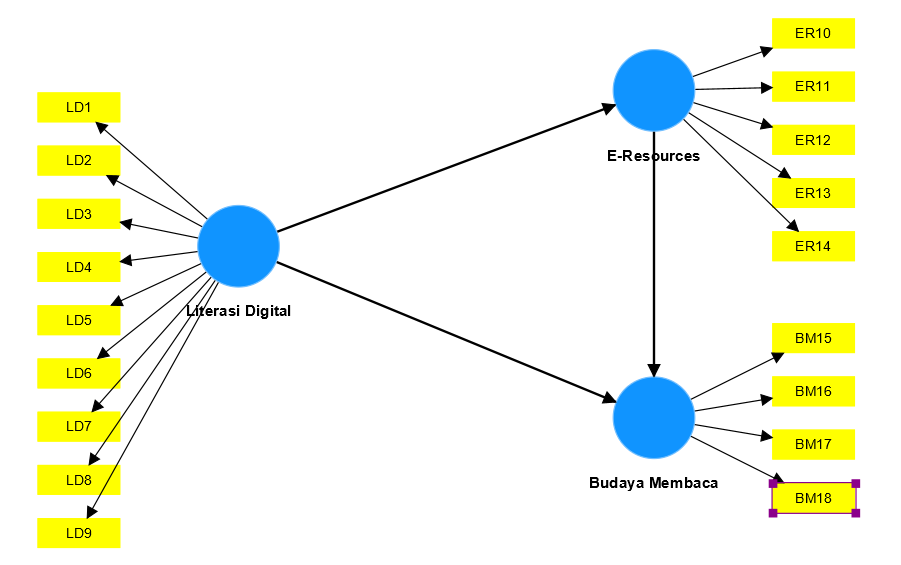 LD1
LD2
LD3
LD4
LD5
LD6
LD7
LD8
LD9
Literasi Digital
E-Resources
ER10
ER11
ER12
ER13
ER14
Budaya Membaca
BM15
BM16
BM17
BM18